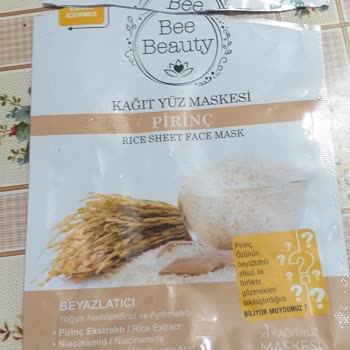 İÇERMEZ
Bee
Bee
Beauty
KAĞIT YÜZ MASKESİ
PİRİNÇ
RICE SHEET FACE MASK
Pirinç
Özünün
beyazlatıcı
etkisi ile
birlikte,
gözenekleri
sıkılaştırdığını
BİLİYOR MUYDUNUZ ?
BEYAZLATICI
Yoğun Nemlendirici ve Aydınlatıcı
• Pirinç Ekstraktı / Rice Extract
• Niacinamid / Niacinamide
x1 KAĞIT YÜZ
MASKESİ